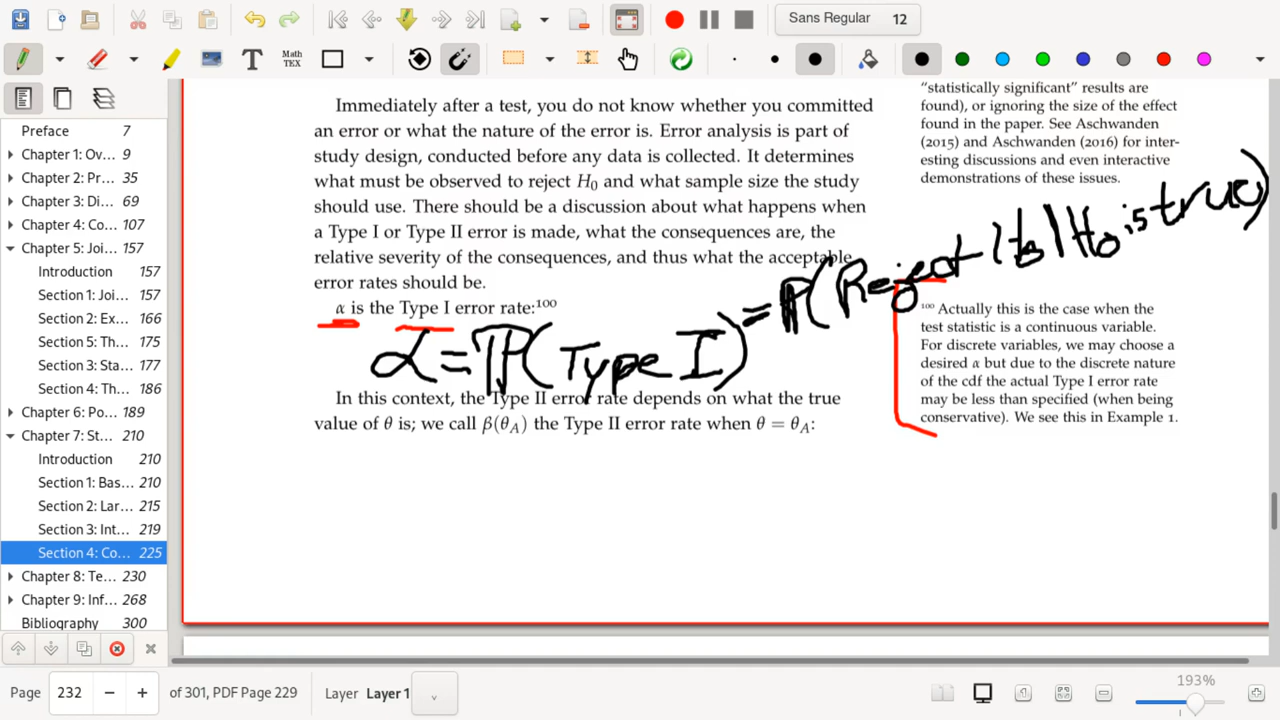 Sans Regular 12
Math
TEX
Preface 7
Chapter 1: Ov... 9
Chapter 2: Pr... 35
Chapter 3: Di... 69
Chapter 4: Co... 107
Chapter 5: Joi... 157
Introduction 157
Section 1: Joi... 157
Section 2: Ex... 166
Section 5: Th... 175
Section 3: Sta... 177
Section 4: Th... 186
Chapter 6: Po... 189
Chapter 7: St... 210
Introduction 210
Section 1: Bas... 210
Section 2: Lar... 215
Section 3: Int... 219
Section 4: Co... 225
Chapter 8: Te... 230
Chapter 9: Inf... 268
Bibliography 300
Immediately after a test, you do not know whether you committed
an error or what the nature of the error is. Error analysis is part of
study design, conducted before any data is collected. It determines
what must be observed to reject H₀ and what sample size the study
should use. There should be a discussion about what happens when
a Type I or Type II error is made, what the consequences are, the
relative severity of the consequences, and thus what the acceptable
error rates should be.
α is the Type I error rate:¹⁰⁰
α = ℙ(Type I) = ℙ(Reject H₀ | H₀ is true)
In this context, the Type II error rate depends on what the true
value of θ is; we call β(θ_A) the Type II error rate when θ = θ_A:
"statistically significant" results are
found), or ignoring the size of the effect
found in the paper. See Aschwanden
(2015) and Aschwanden (2016) for inter-
esting discussions and even interactive
demonstrations of these issues.
¹⁰⁰ Actually this is the case when the
test statistic is a continuous variable.
For discrete variables, we may choose a
desired α but due to the discrete nature
of the cdf the actual Type I error rate
may be less than specified (when being
conservative). We see this in Example 1.
Page 232 of 301, PDF Page 229 Layer Layer 1 193%